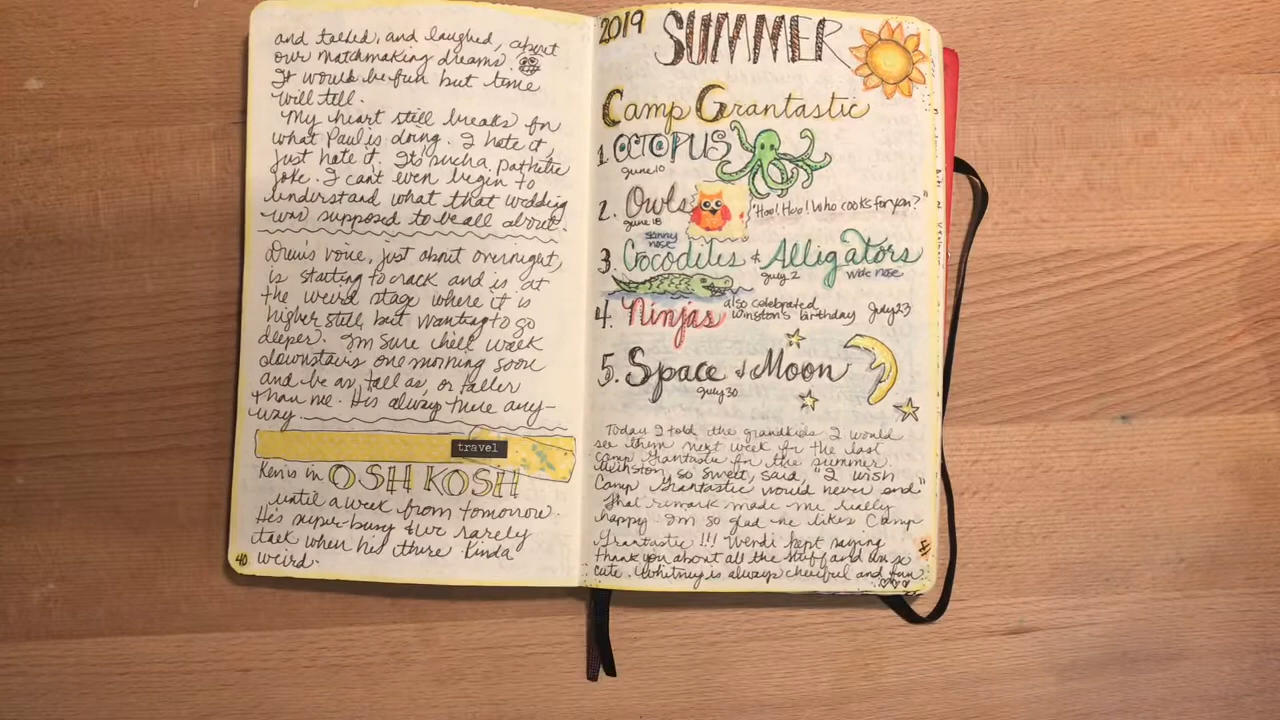 and talked, and laughed, about
our matchmaking dreams.
It would be fun but time
will tell.
My heart still breaks for
what Paul is doing. I hate it,
just hate it. It's such a pathetic
joke. I can't even begin to
understand what that wedding
was supposed to be all about.
Drew's voice, just about overnight,
is starting to crack and is at
the weird stage where it is
higher still, but wanting to go
deeper. I'm sure he'll walk
downstairs one morning soon
and be as tall as, or taller
than me. He's always there any-
way.
travel
Ken's in OSHKOSH
until a week from tomorrow.
He's super-busy & we rarely
talk when he's there. Kinda
weird.
40
2019 SUMMER
Camp Grantastic
1. OCTOPUS
June 10
2. Owls "Hoo! Hoo! Who cooks for you?"
June 18
skinny nose
3. Crocodiles & Alligators
July 2 wide nose
4. Ninjas also celebrated Winston's birthday July 23
5. Space & Moon
July 30
Today I told the grandkids I would
see them next week for the last
Camp Grantastic for the summer.
Winston, so sweet, said, "I wish
Camp Grantastic would never end"
That remark made me really
happy. I'm so glad he likes Camp
Grantastic!!! Wendi kept saying
thank you about all the stuff and
cute. Whitney is always cheerful and fun.